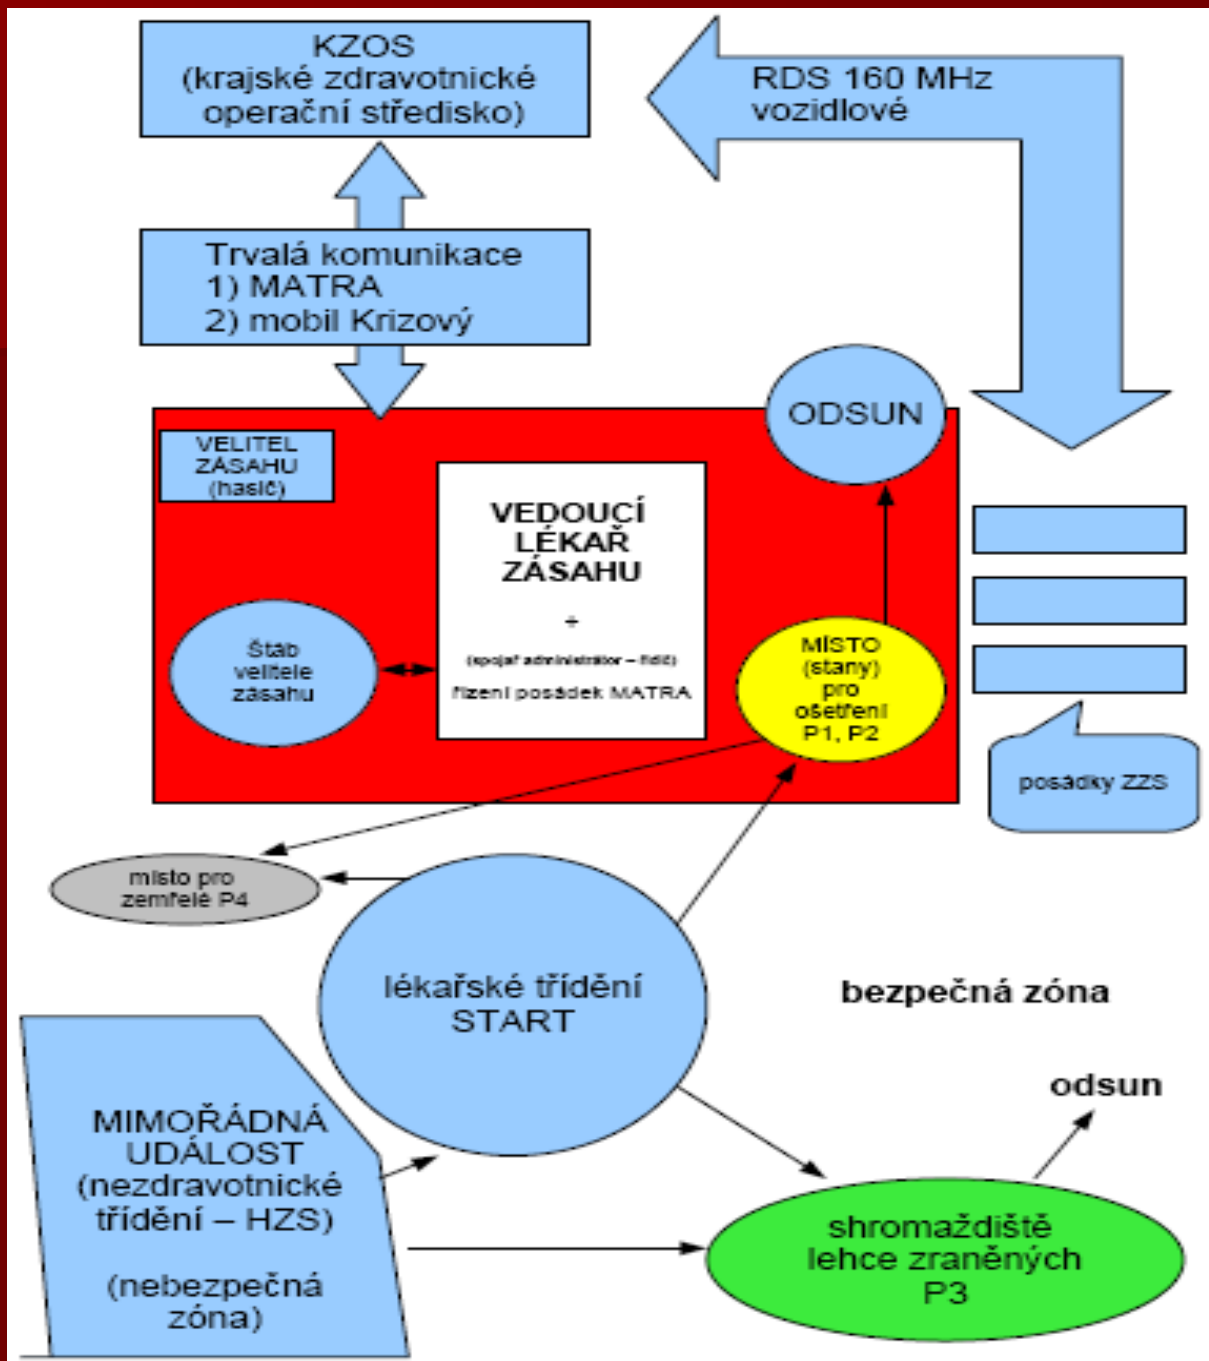 KZOS
(krajské zdravotnické
operační středisko)
RDS 160 MHz
vozidlové
Trvalá komunikace
1) MATRA
2) mobil Krizový
ODSUN
VELITEL
ZÁSAHU
(hasič)
VEDOUCÍ
LÉKAŘ
ZÁSAHU
+
(spojař administrátor – řidič)
řízení posádek MATRA
Štáb
velitele
zásahu
MÍSTO
(stany)
pro
ošetření
P1, P2
posádky ZZS
místo pro
zemřelé P4
lékařské třídění
START
bezpečná zóna
odsun
MIMOŘÁDNÁ
UDÁLOST
(nezdravotnické
třídění – HZS)
(nebezpečná
zóna)
shromaždiště
lehce zraněných
P3